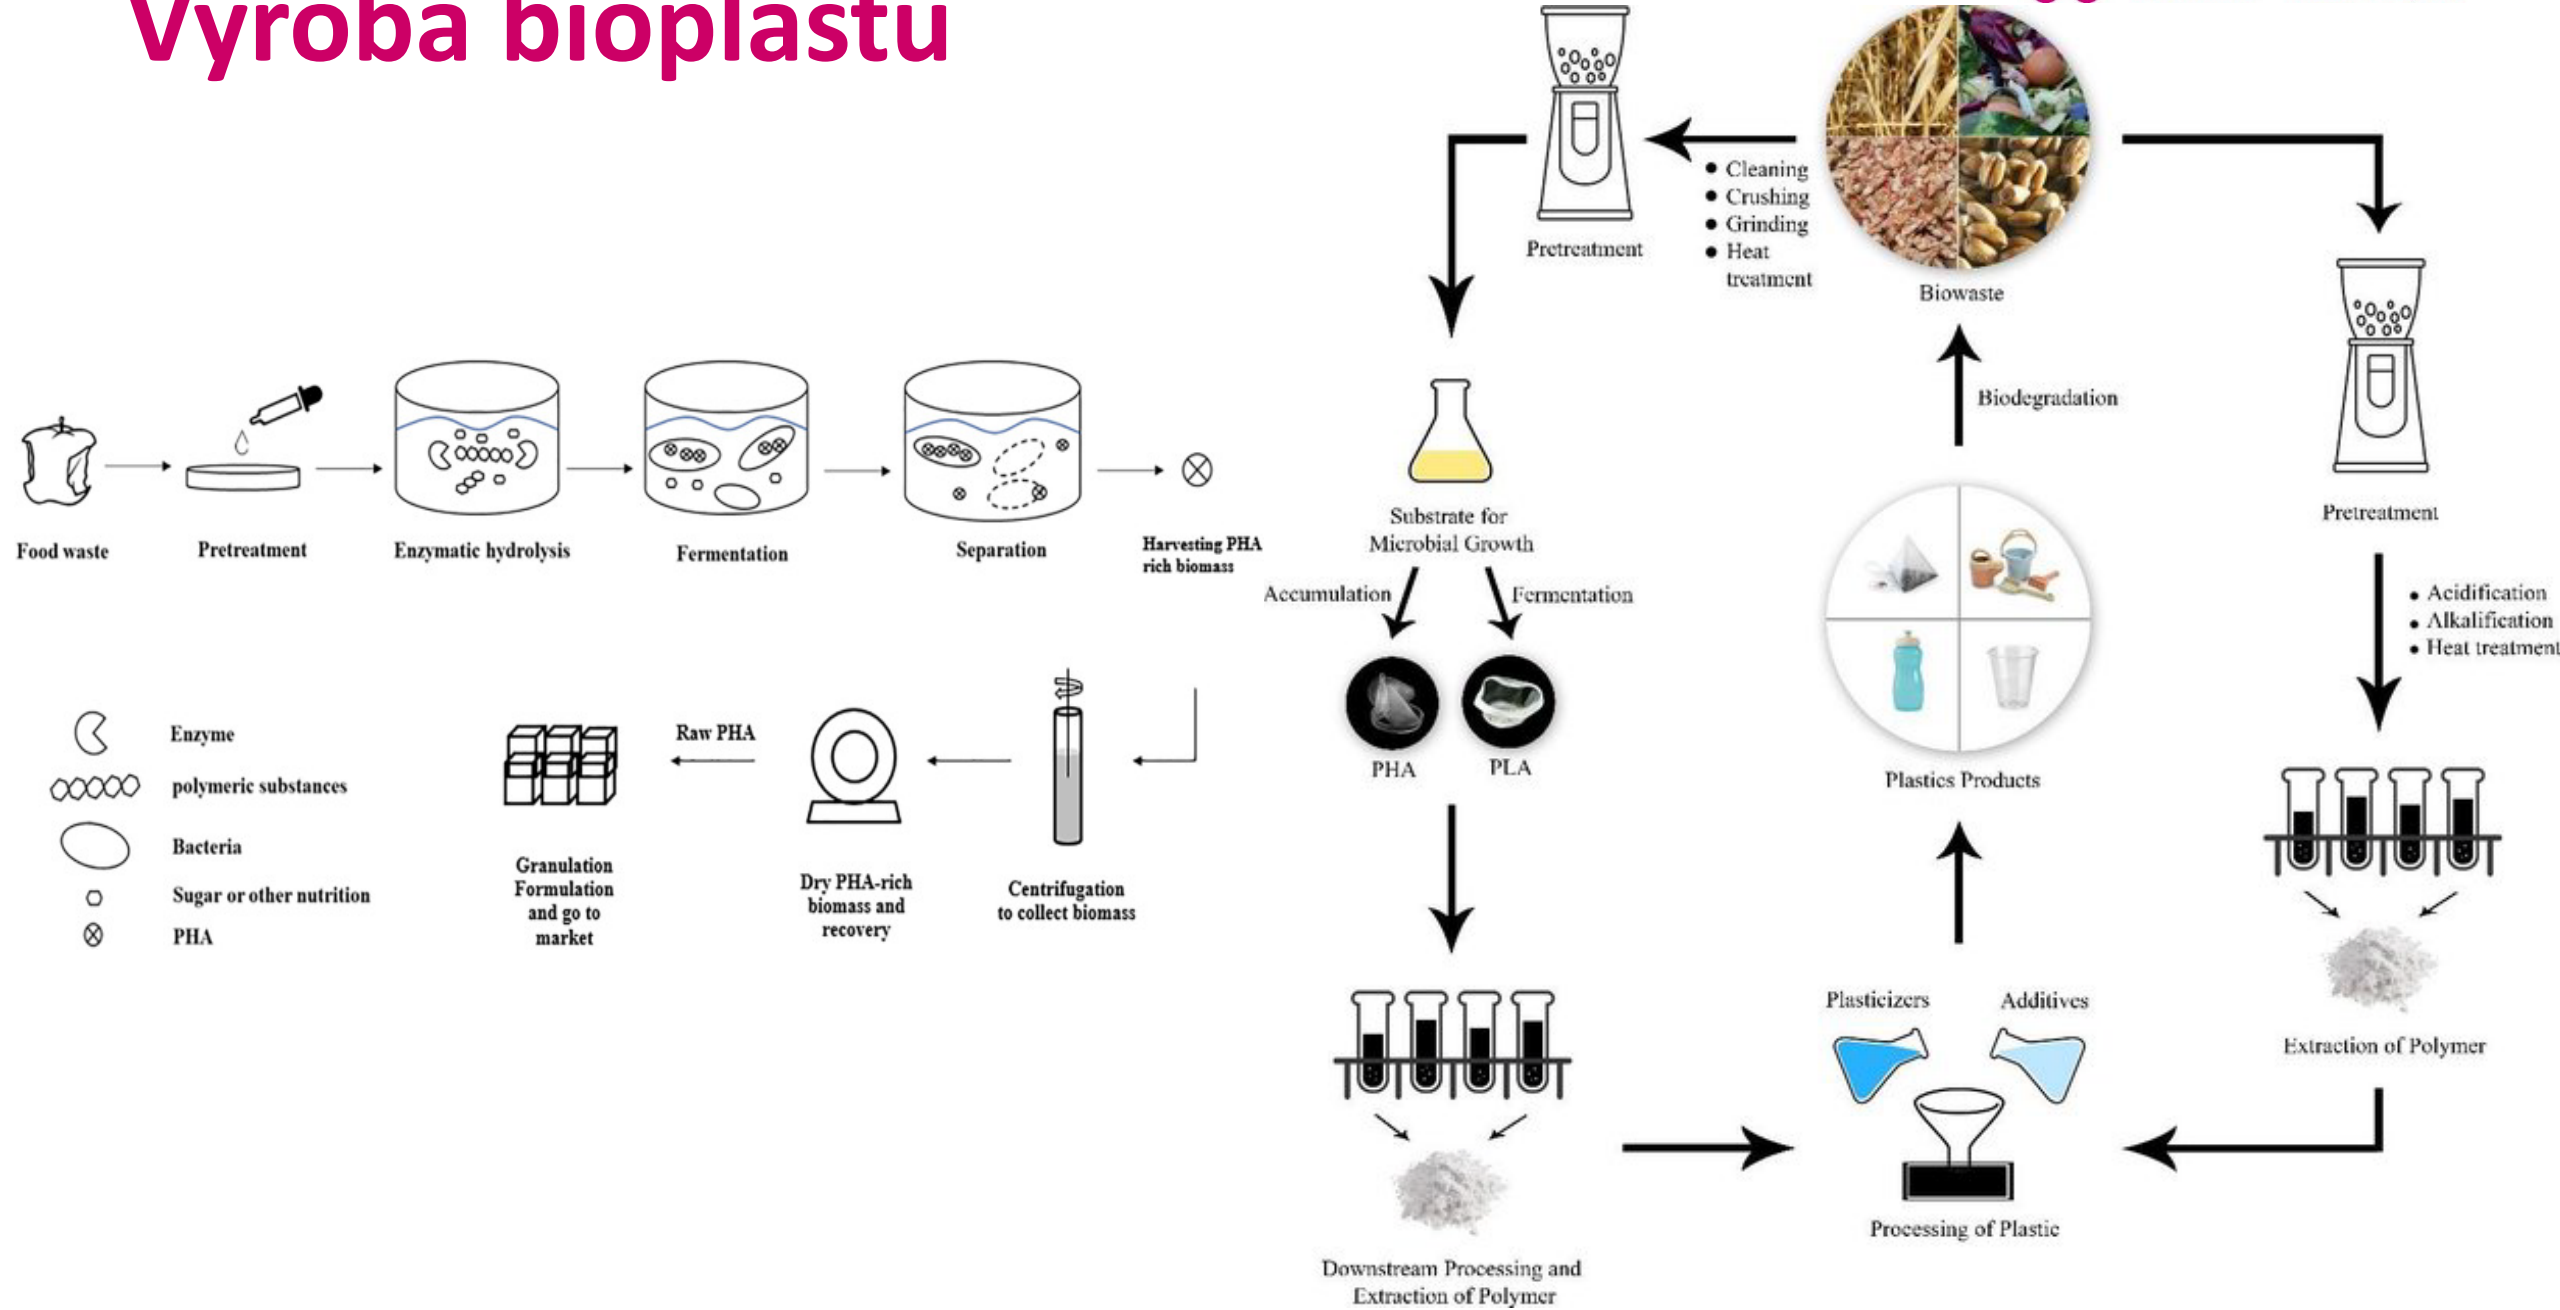 Výroba bioplastu
Food waste
Pretreatment
Enzymatic hydrolysis
Fermentation
Separation
Harvesting PHA
rich biomass
Enzyme
polymeric substances
Bacteria
Sugar or other nutrition
PHA
Raw PHA
Granulation
Formulation
and go to
market
Dry PHA-rich
biomass and
recovery
Centrifugation
to collect biomass
Pretreatment
• Cleaning
• Crushing
• Grinding
• Heat
treatment
Biowaste
Biodegradation
Pretreatment
Substrate for
Microbial Growth
Accumulation
Fermentation
PHA
PLA
Plastics Products
• Acidification
• Alkalification
• Heat treatment
Extraction of Polymer
Plasticizers
Additives
Processing of Plastic
Downstream Processing and
Extraction of Polymer